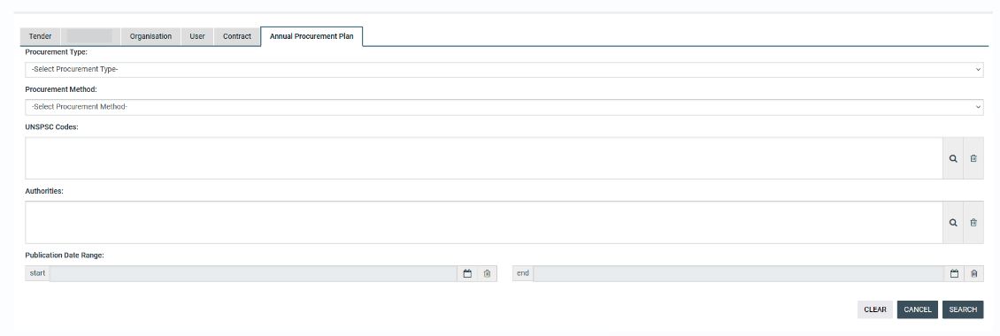 Tender Organisation User Contract Annual Procurement Plan
Procurement Type:
-Select Procurement Type-
Procurement Method:
-Select Procurement Method-
UNSPSC Codes:
Authorities:
Publication Date Range:
start end
CLEAR CANCEL SEARCH